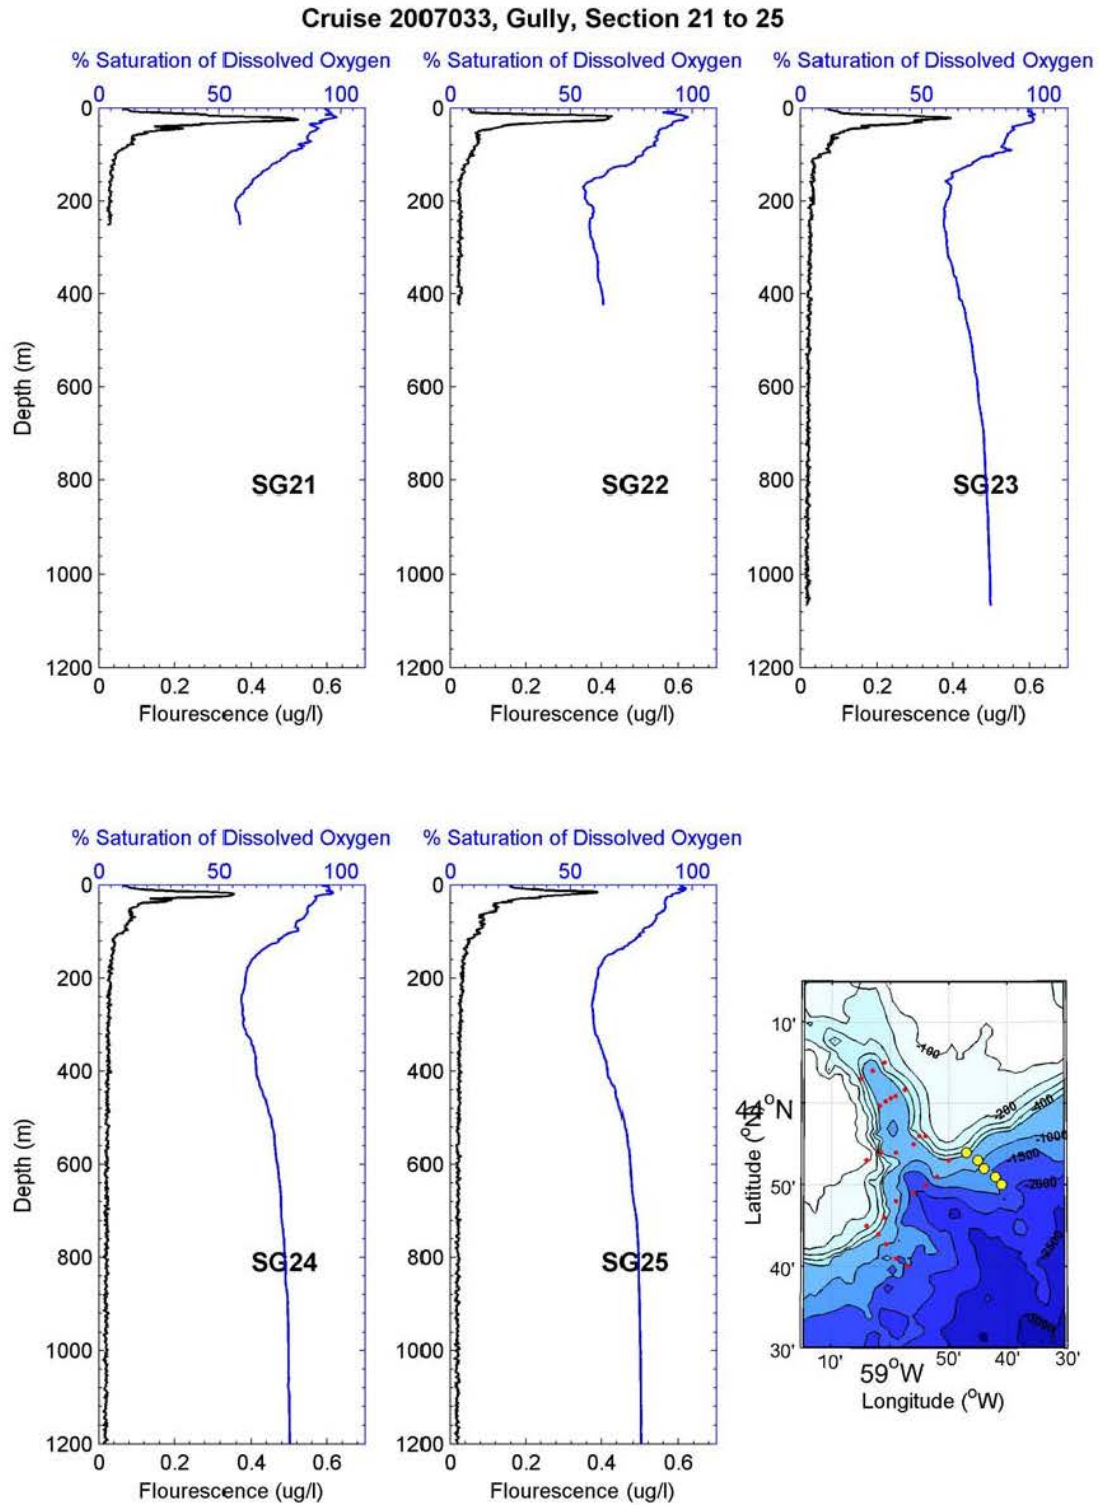 Cruise 2007033, Gully, Section 21 to 25
% Saturation of Dissolved Oxygen % Saturation of Dissolved Oxygen % Saturation of Dissolved Oxygen
0 50 100 0 50 100 0 50 100
0 0 0
200 200 200
400 400 400
600 600 600
800 800 800
1000 1000 1000
1200 1200 1200
Depth (m)
SG21 SG22 SG23
0 0.2 0.4 0.6 0 0.2 0.4 0.6 0 0.2 0.4 0.6
Flourescence (ug/l) Flourescence (ug/l) Flourescence (ug/l)
% Saturation of Dissolved Oxygen % Saturation of Dissolved Oxygen
0 50 100 0 50 100
0 0
200 200
400 400
600 600
800 800
1000 1000
1200 1200
Depth (m)
SG24 SG25
0 0.2 0.4 0.6 0 0.2 0.4 0.6
Flourescence (ug/l) Flourescence (ug/l)
10'
44°N
50'
40'
30'
Latitude (°N)
-100
-200 -400
-1000
-1500
-2000
-2500
-3000
10' 59°W 50' 40' 30'
Longitude (°W)